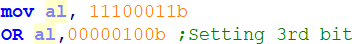 mov al, 11100011b
OR al,00000100b ;Setting 3rd bit